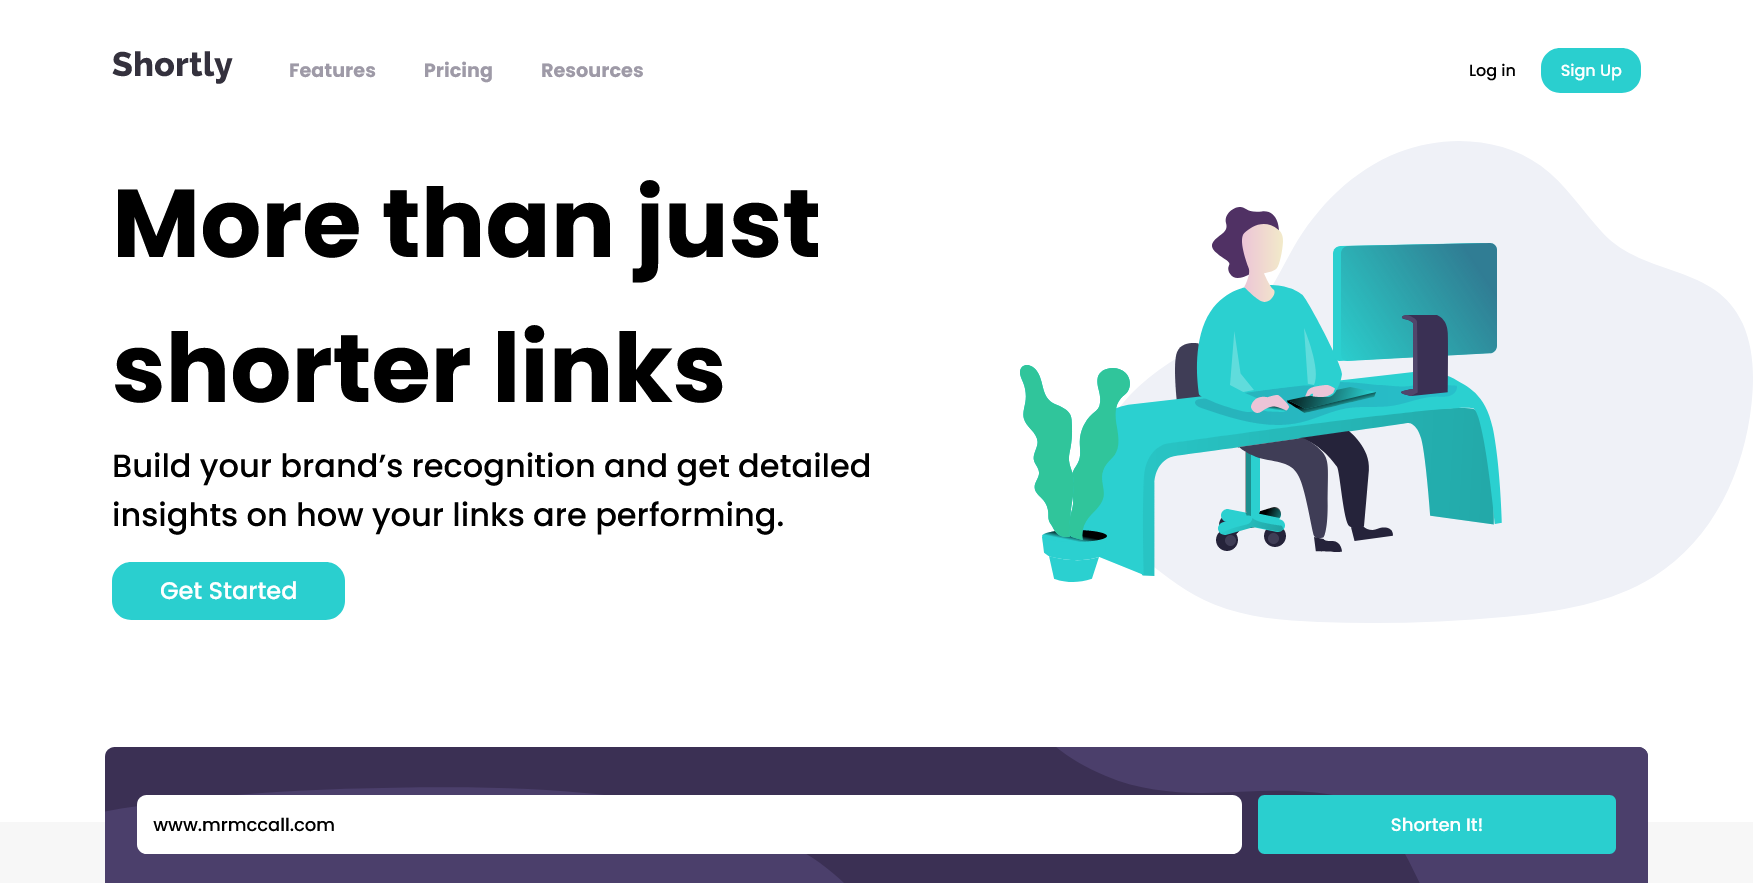 Shortly
Features
Pricing
Resources
Log in
Sign Up
More than just
shorter links
Build your brand’s recognition and get detailed
insights on how your links are performing.
Get Started
www.mrmccall.com
Shorten It!